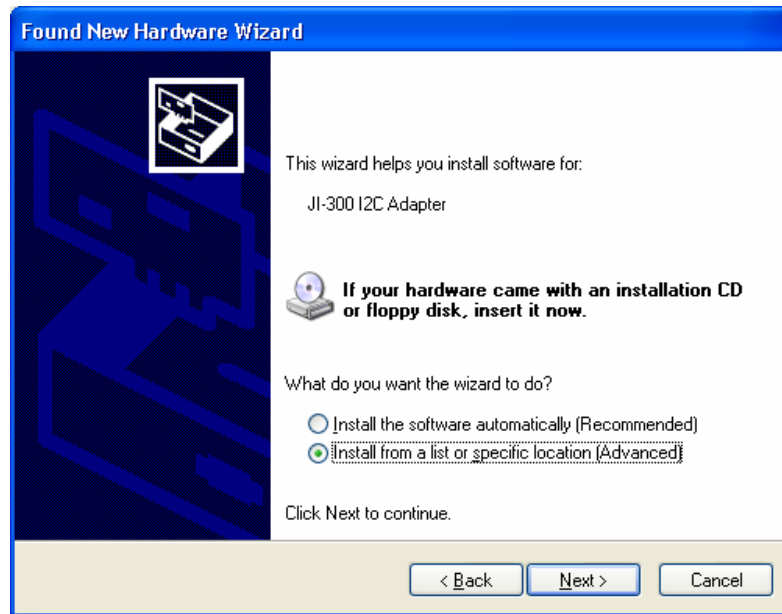 Found New Hardware Wizard
This wizard helps you install software for:
JI-300 I2C Adapter
If your hardware came with an installation CD
or floppy disk, insert it now.
What do you want the wizard to do?
Install the software automatically (Recommended)
Install from a list or specific location (Advanced)
Click Next to continue.
< Back Next > Cancel